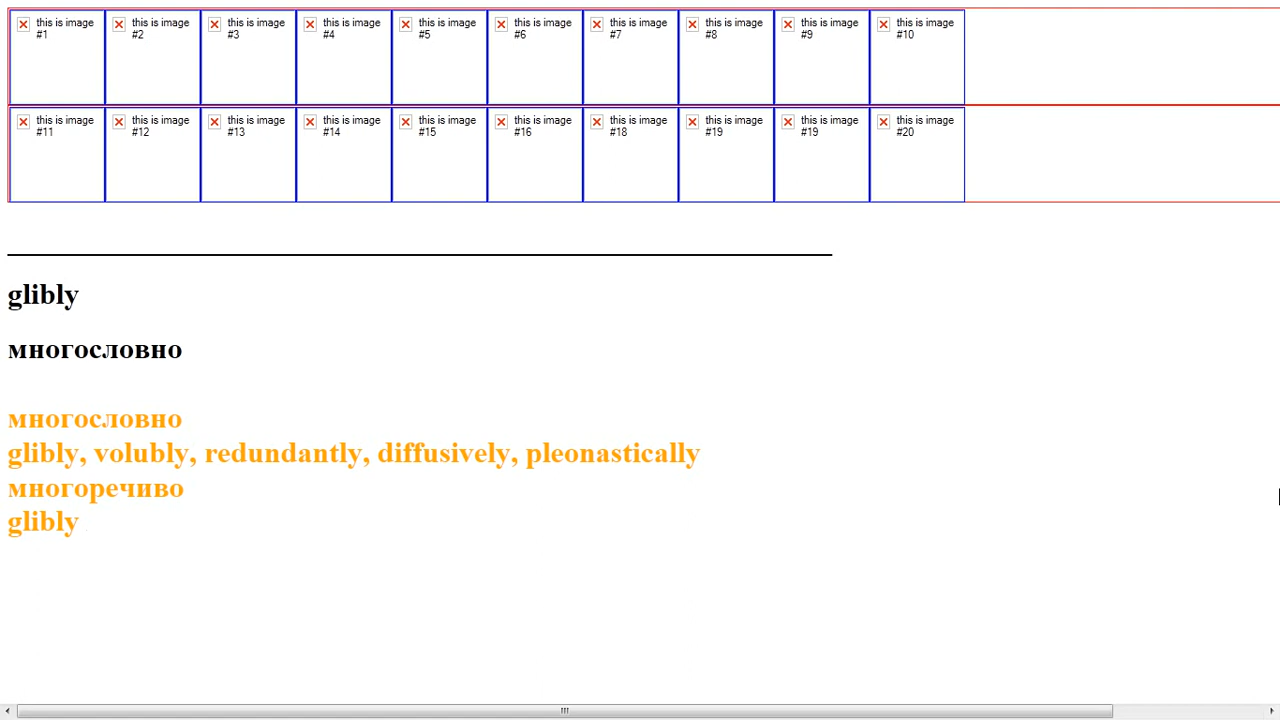 this is image this is image this is image this is image this is image this is image this is image this is image this is image this is image
#1 #2 #3 #4 #5 #6 #7 #8 #9 #10
this is image this is image this is image this is image this is image this is image this is image this is image this is image this is image
#11 #12 #13 #14 #15 #16 #18 #19 #19 #20
glibly
многословно
многословно
glibly, volubly, redundantly, diffusively, pleonastically
многоречиво
glibly